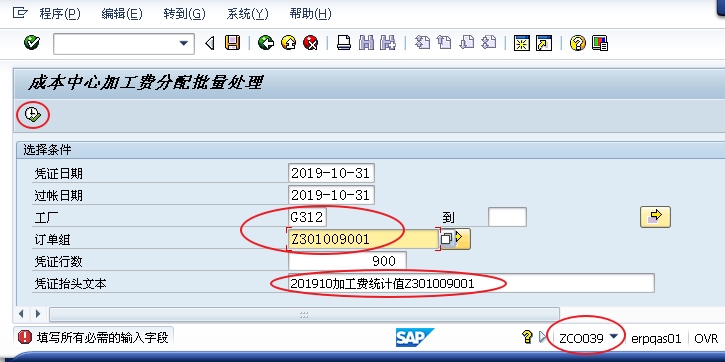 程序(P) 编辑(E) 转到(G) 系统(Y) 帮助(H)
成本中心加工费分配批量处理
选择条件
凭证日期 2019-10-31
过帐日期 2019-10-31
工厂 G312 到
订单组 Z301009001
凭证行数 900
凭证抬头文本 201910加工费统计值Z301009001
填写所有必需的输入字段 SAP ZCO039 erpqas01 OVR